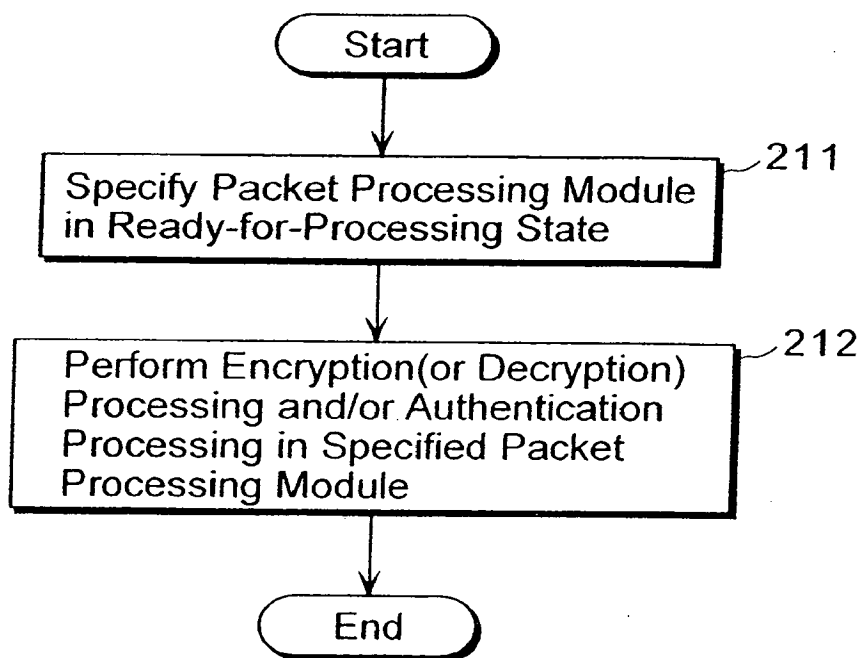 Start
211
Specify Packet Processing Module
in Ready-for-Processing State
212
Perform Encryption(or Decryption)
Processing and/or Authentication
Processing in Specified Packet
Processing Module
End